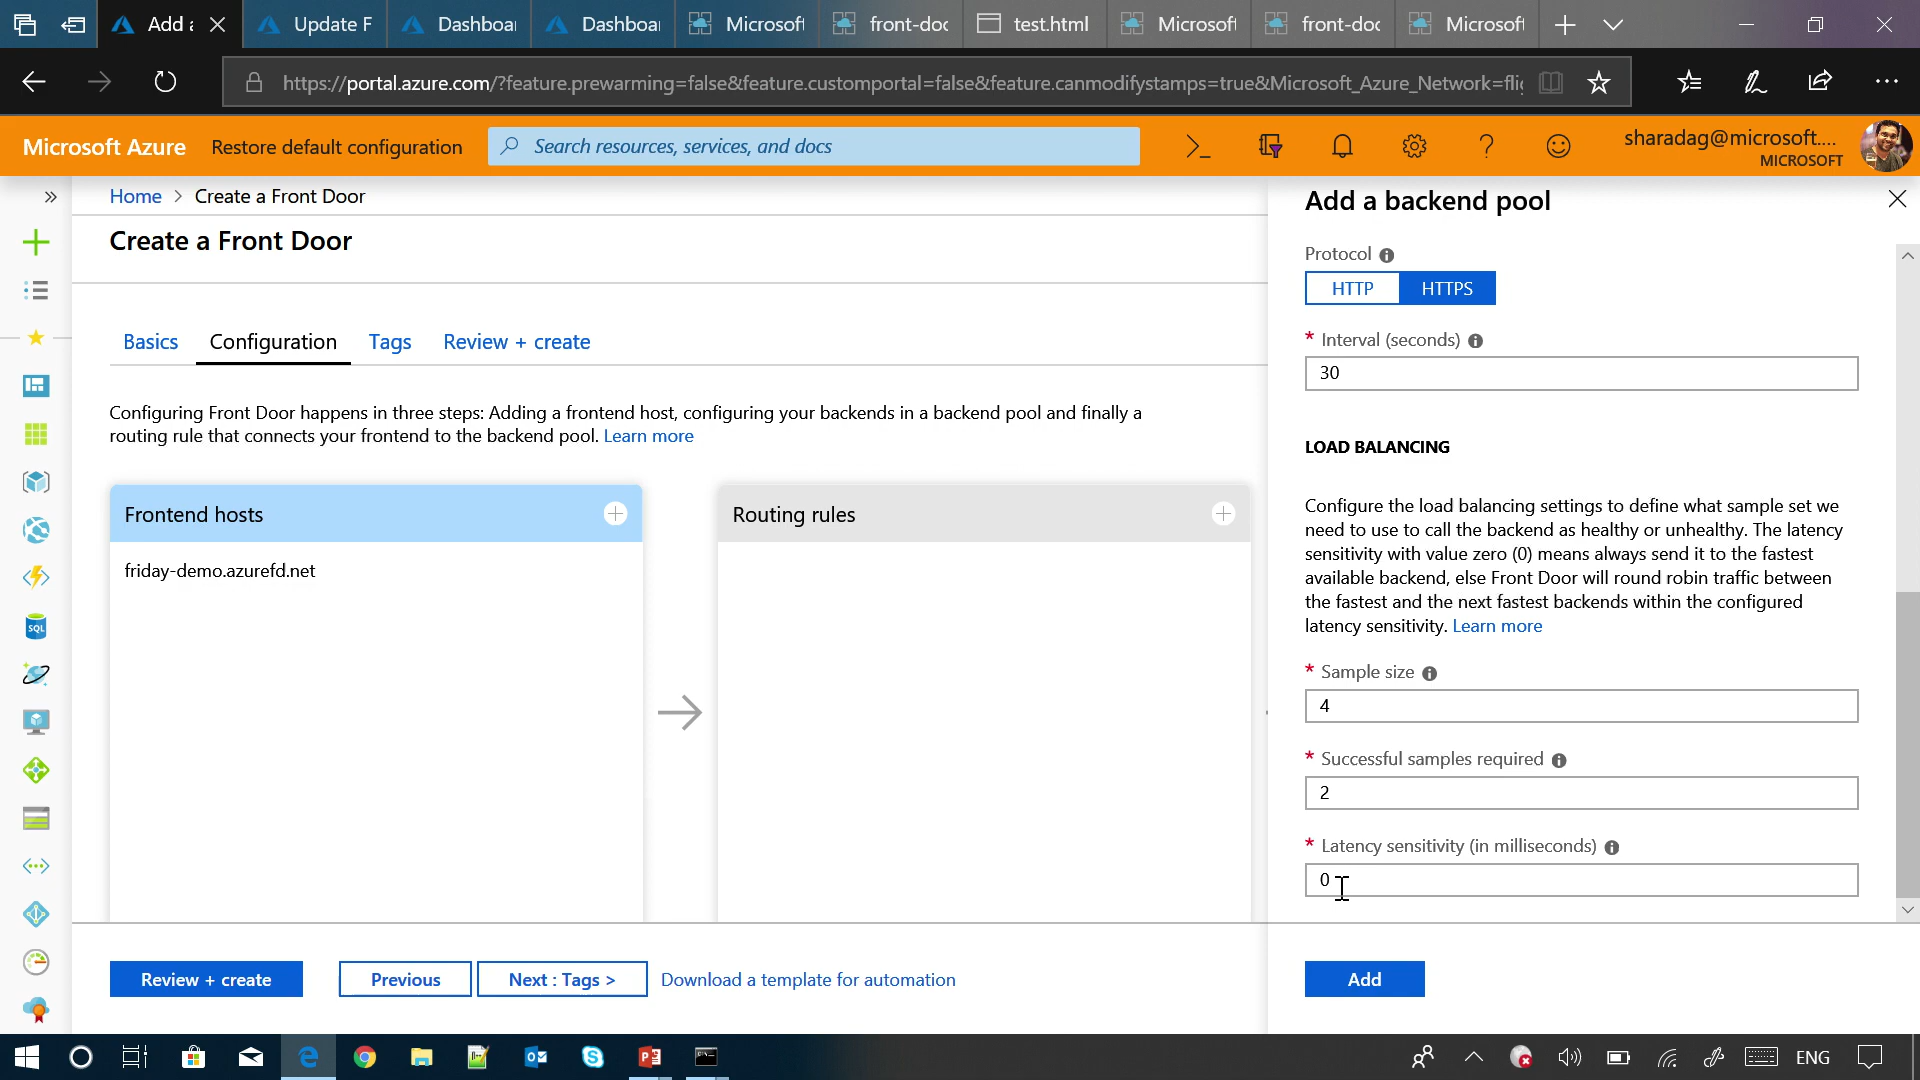 Add a
Update F
Dashboar
Dashboar
Microsoft
front-doc
test.html
Microsoft
front-doc
Microsoft
https://portal.azure.com/?feature.prewarming=false&feature.customportal=false&feature.canmodifystamps=true&Microsoft_Azure_Network=flig
Microsoft Azure
Restore default configuration
Search resources, services, and docs
sharadag@microsoft....
MICROSOFT
Home > Create a Front Door
Create a Front Door
Basics
Configuration
Tags
Review + create
Configuring Front Door happens in three steps: Adding a frontend host, configuring your backends in a backend pool and finally a
routing rule that connects your frontend to the backend pool. Learn more
Frontend hosts
friday-demo.azurefd.net
Routing rules
Review + create
Previous
Next : Tags >
Download a template for automation
Add a backend pool
Protocol
HTTP
HTTPS
* Interval (seconds)
30
LOAD BALANCING
Configure the load balancing settings to define what sample set we
need to use to call the backend as healthy or unhealthy. The latency
sensitivity with value zero (0) means always send it to the fastest
available backend, else Front Door will round robin traffic between
the fastest and the next fastest backends within the configured
latency sensitivity. Learn more
* Sample size
4
* Successful samples required
2
* Latency sensitivity (in milliseconds)
0
Add
SQL
ENG